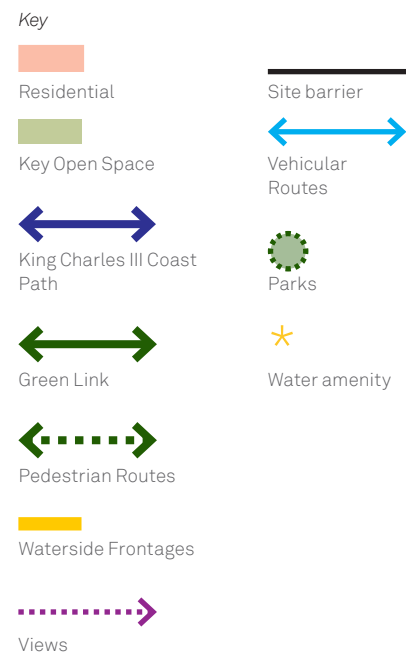 Key
Residential
Key Open Space
King Charles III Coast
Path
Green Link
Pedestrian Routes
Waterside Frontages
Views
Site barrier
Vehicular
Routes
Parks
Water amenity